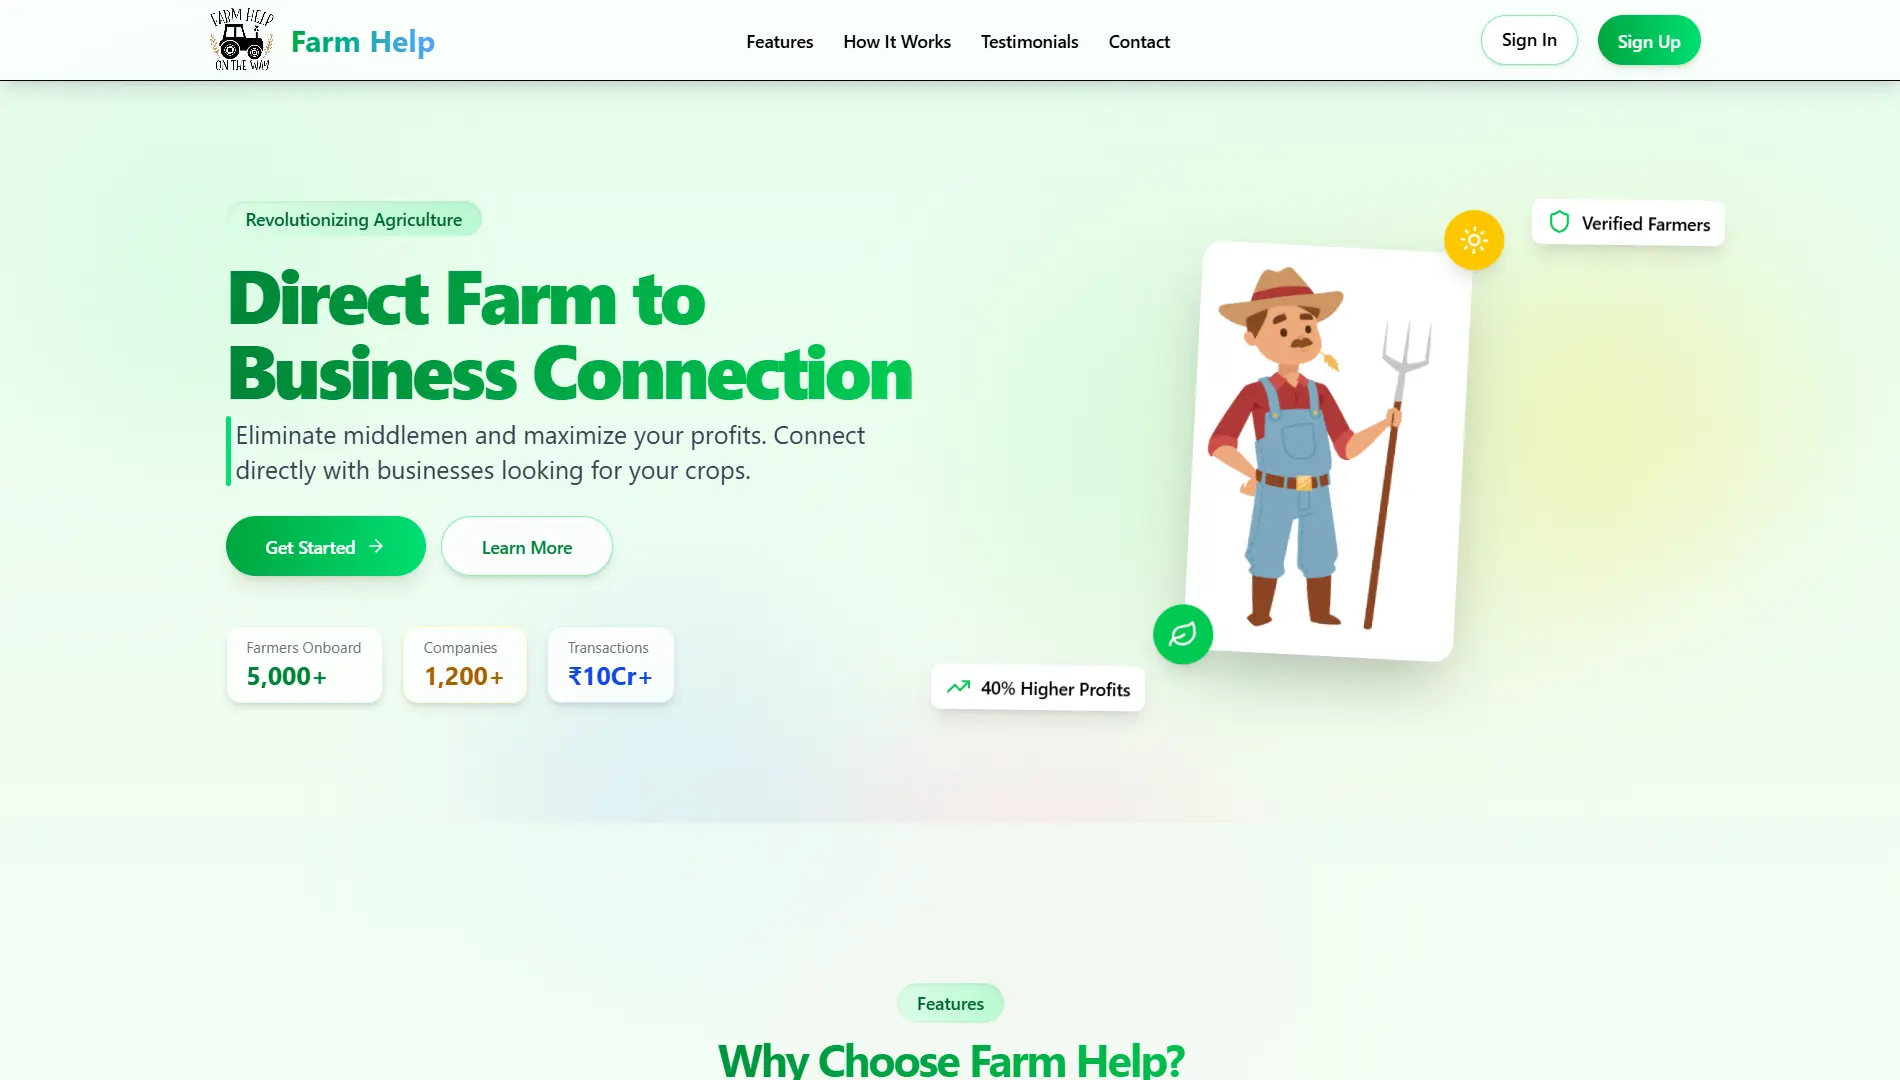 FARM HELP
ON THE WAY
Farm Help
Features
How It Works
Testimonials
Contact
Sign In
Sign Up
Revolutionizing Agriculture
Direct Farm to
Business Connection
Eliminate middlemen and maximize your profits. Connect
directly with businesses looking for your crops.
Get Started
Learn More
Farmers Onboard
5,000+
Companies
1,200+
Transactions
₹10Cr+
Verified Farmers
40% Higher Profits
Features
Why Choose Farm Help?